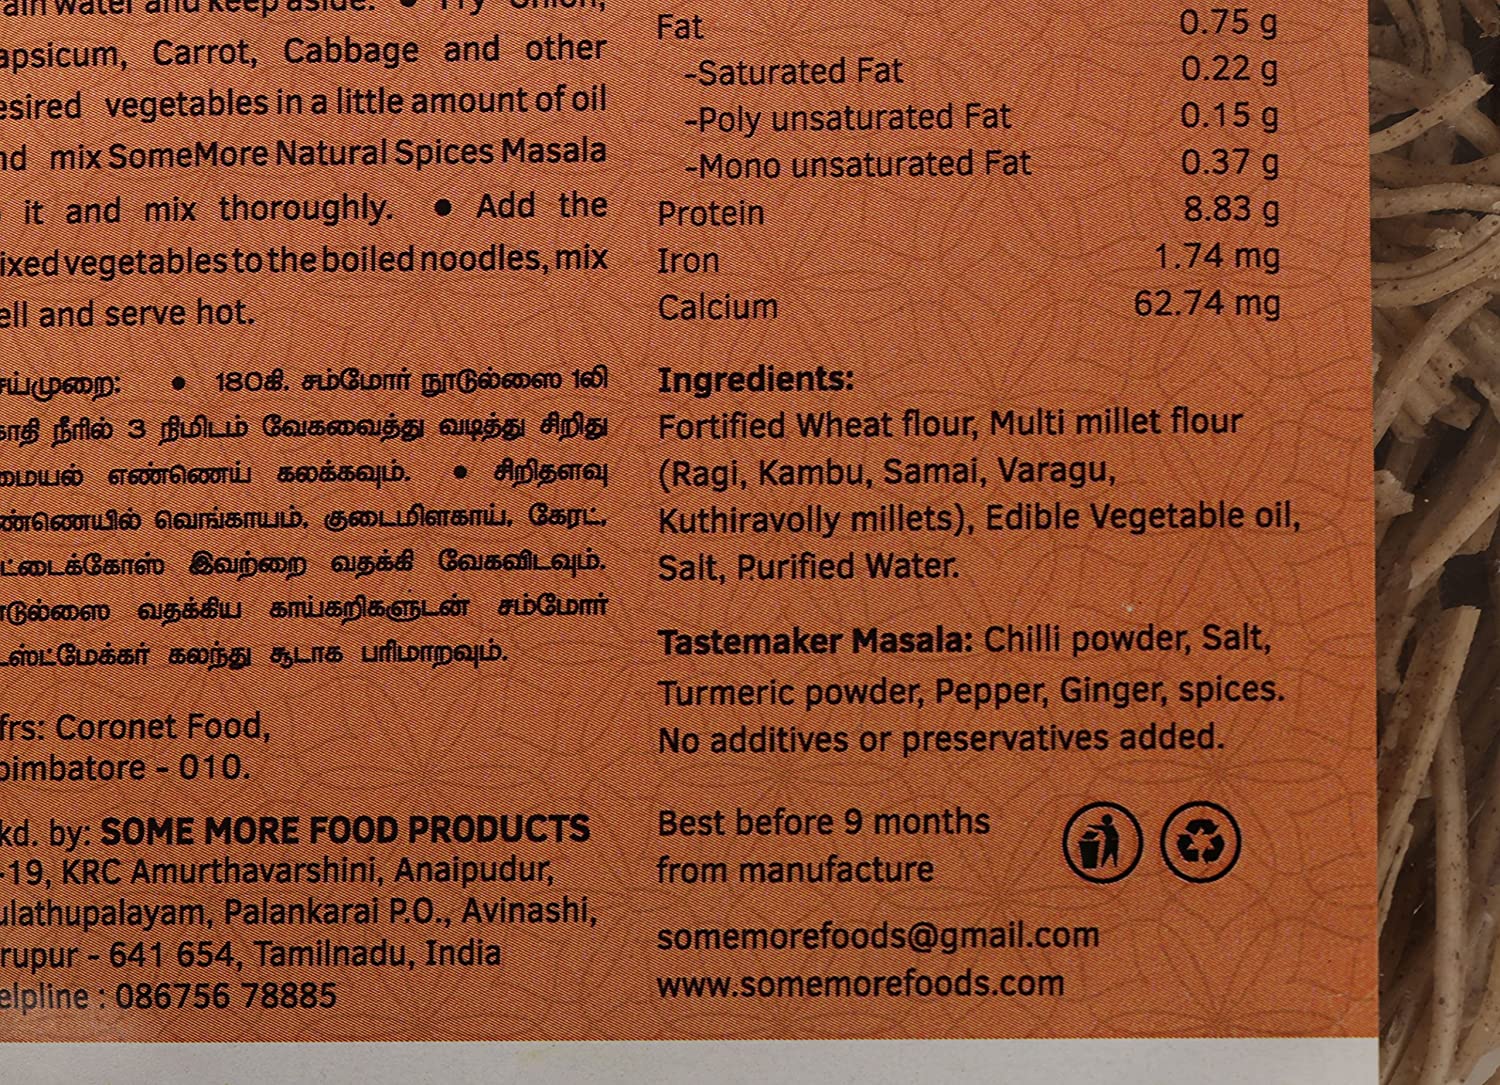 and keep aside. • Fry Onion,
apsicum, Carrot, Cabbage and other
esired vegetables in a little amount of oil
nd mix SomeMore Natural Spices Masala
it and mix thoroughly. • Add the
ixed vegetables to the boiled noodles, mix
ell and serve hot.
ய்முறை: • 180கி. சம்மோர் நூடுல்ஸை 1லி
காதி நீரில் 3 நிமிடம் வேகவைத்து வடித்து சிறிது
மையல் எண்ணெய் கலக்கவும். • சிறிதளவு
ண்ணெயில் வெங்காயம், குடைமிளகாய், கேரட்,
ட்டைக்கோஸ் இவற்றை வதக்கி வேகவிடவும்.
ாடுல்ஸை வதக்கிய காய்கறிகளுடன் சம்மோர்
டஸ்ட்மேக்கர் கலந்து சூடாக பரிமாறவும்.
frs: Coronet Food,
oimbatore - 010.
kd. by: SOME MORE FOOD PRODUCTS
-19, KRC Amurthavarshini, Anaipudur,
ulathupalayam, Palankarai P.O., Avinashi,
rupur - 641 654, Tamilnadu, India
elpline : 086756 78885
Fat 0.75 g
-Saturated Fat 0.22 g
-Poly unsaturated Fat 0.15 g
-Mono unsaturated Fat 0.37 g
Protein 8.83 g
Iron 1.74 mg
Calcium 62.74 mg
Ingredients:
Fortified Wheat flour, Multi millet flour
(Ragi, Kambu, Samai, Varagu,
Kuthiravolly millets), Edible Vegetable oil,
Salt, Purified Water.
Tastemaker Masala: Chilli powder, Salt,
Turmeric powder, Pepper, Ginger, spices.
No additives or preservatives added.
Best before 9 months
from manufacture
somemorefoods@gmail.com
www.somemorefoods.com